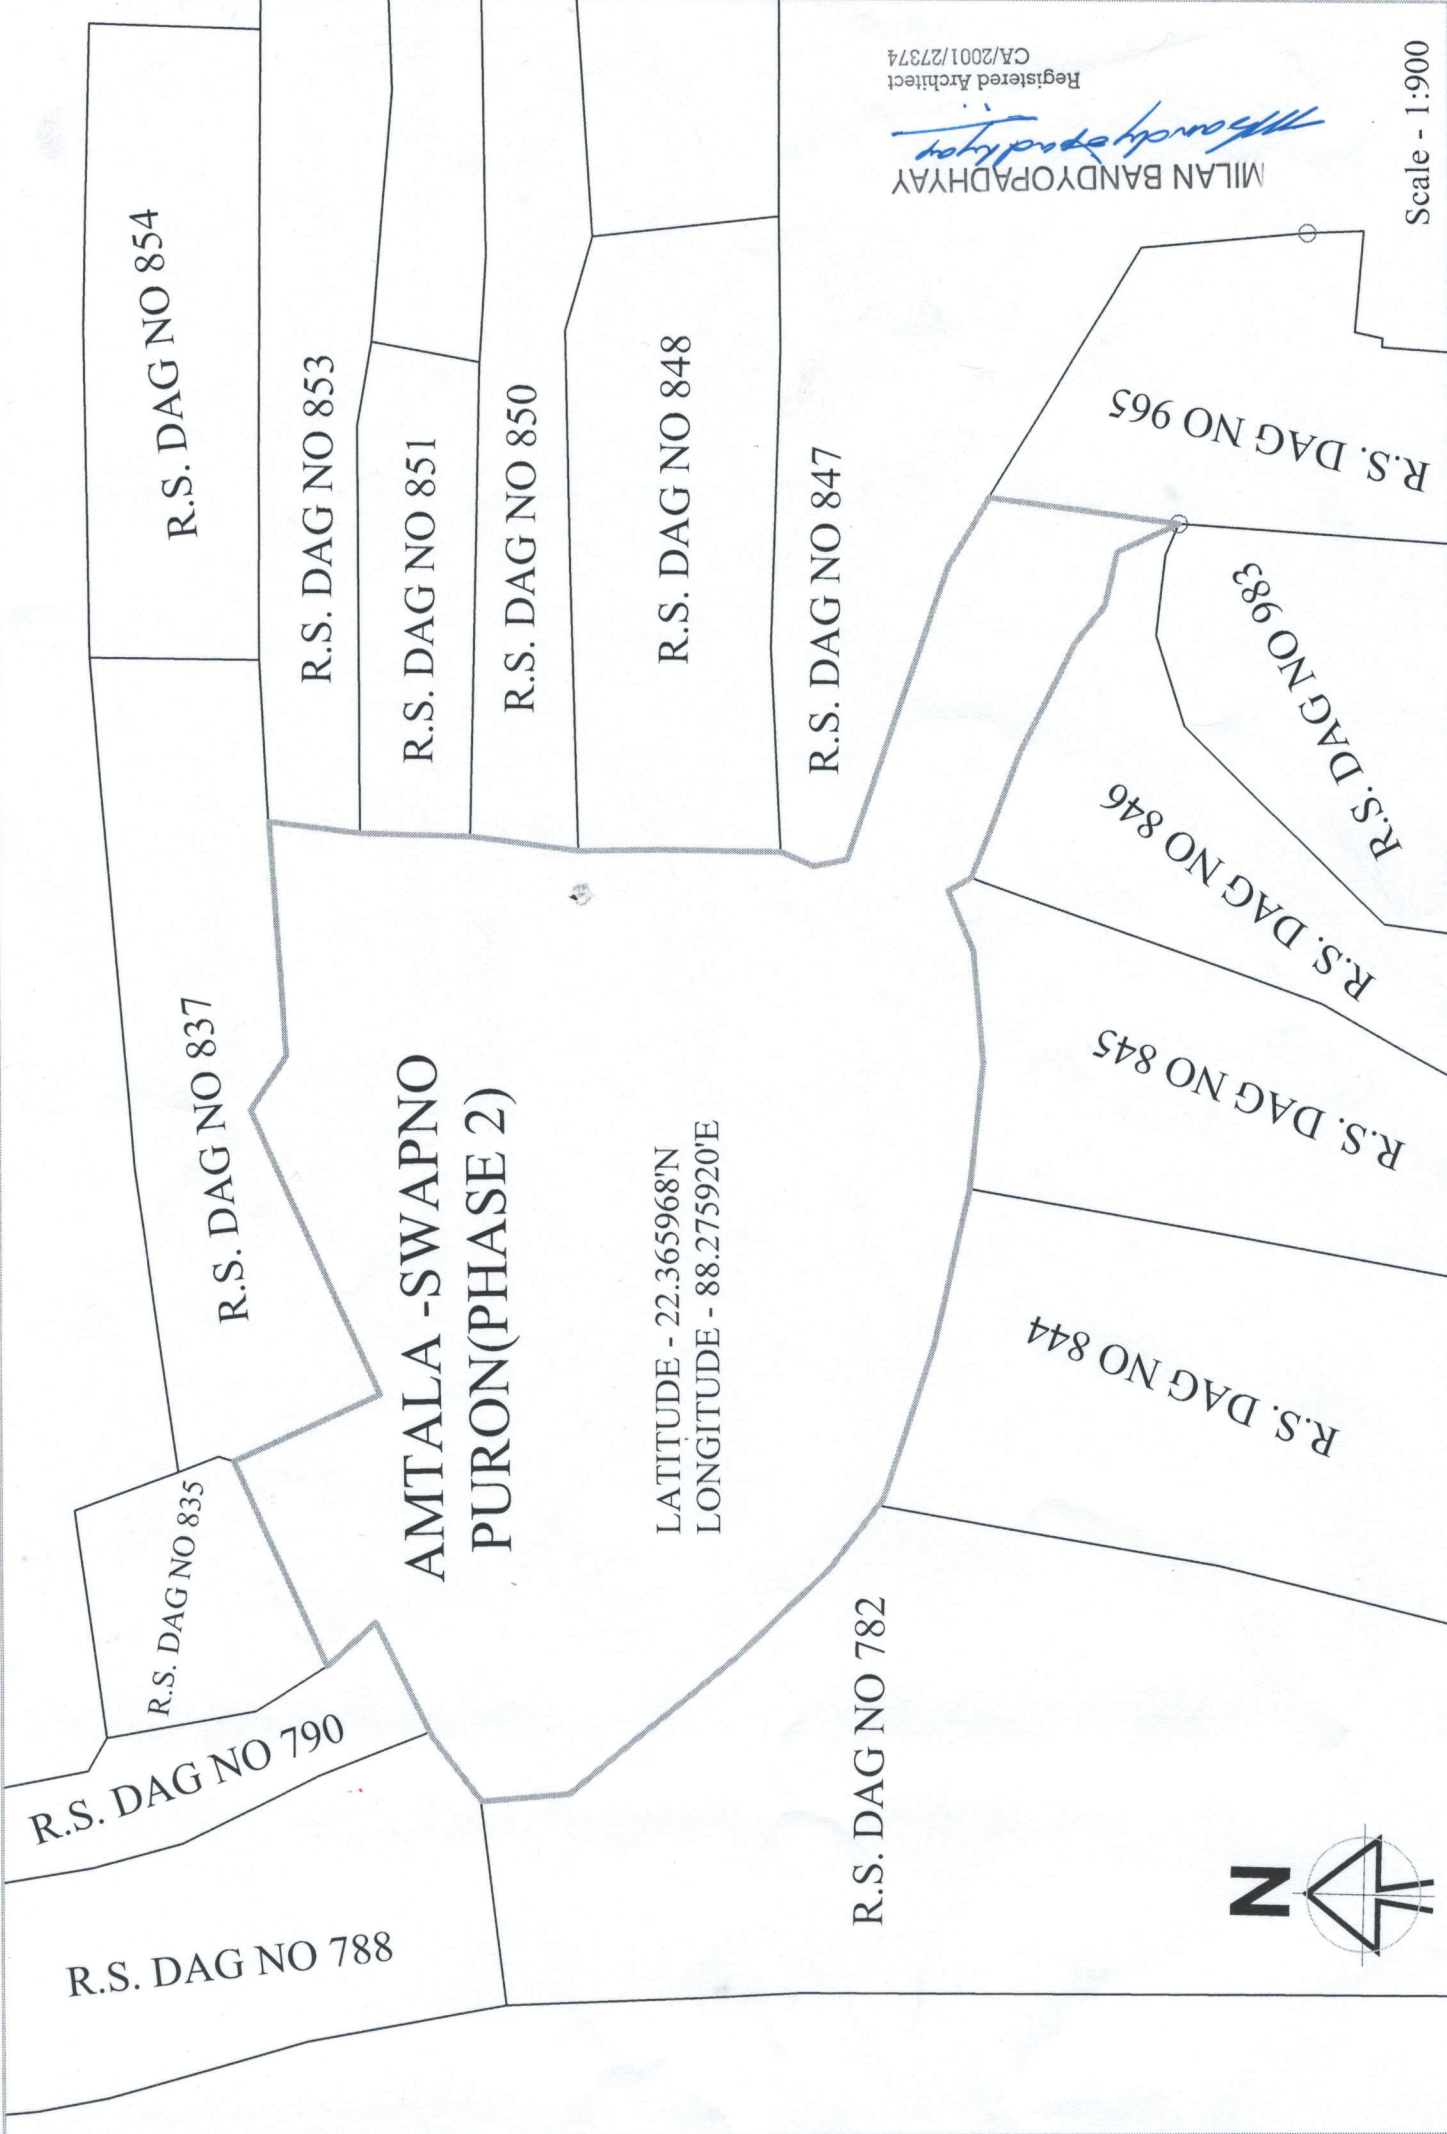 R.S. DAG NO 854
R.S. DAG NO 853
R.S. DAG NO 851
R.S. DAG NO 850
R.S. DAG NO 848
R.S. DAG NO 847
R.S. DAG NO 837
R.S. DAG NO 835
R.S. DAG NO 790
R.S. DAG NO 788
AMTALA -SWAPNO
PURON(PHASE 2)
LATITUDE - 22.365968'N
LONGITUDE - 88.275920'E
R.S. DAG NO 782
R.S. DAG NO 844
R.S. DAG NO 845
R.S. DAG NO 846
R.S. DAG NO 983
R.S. DAG NO 965
N
MILAN BANDYOPADHYAY
MBandyopadhyay
Registered Architect
CA/2001/27374
Scale - 1:900